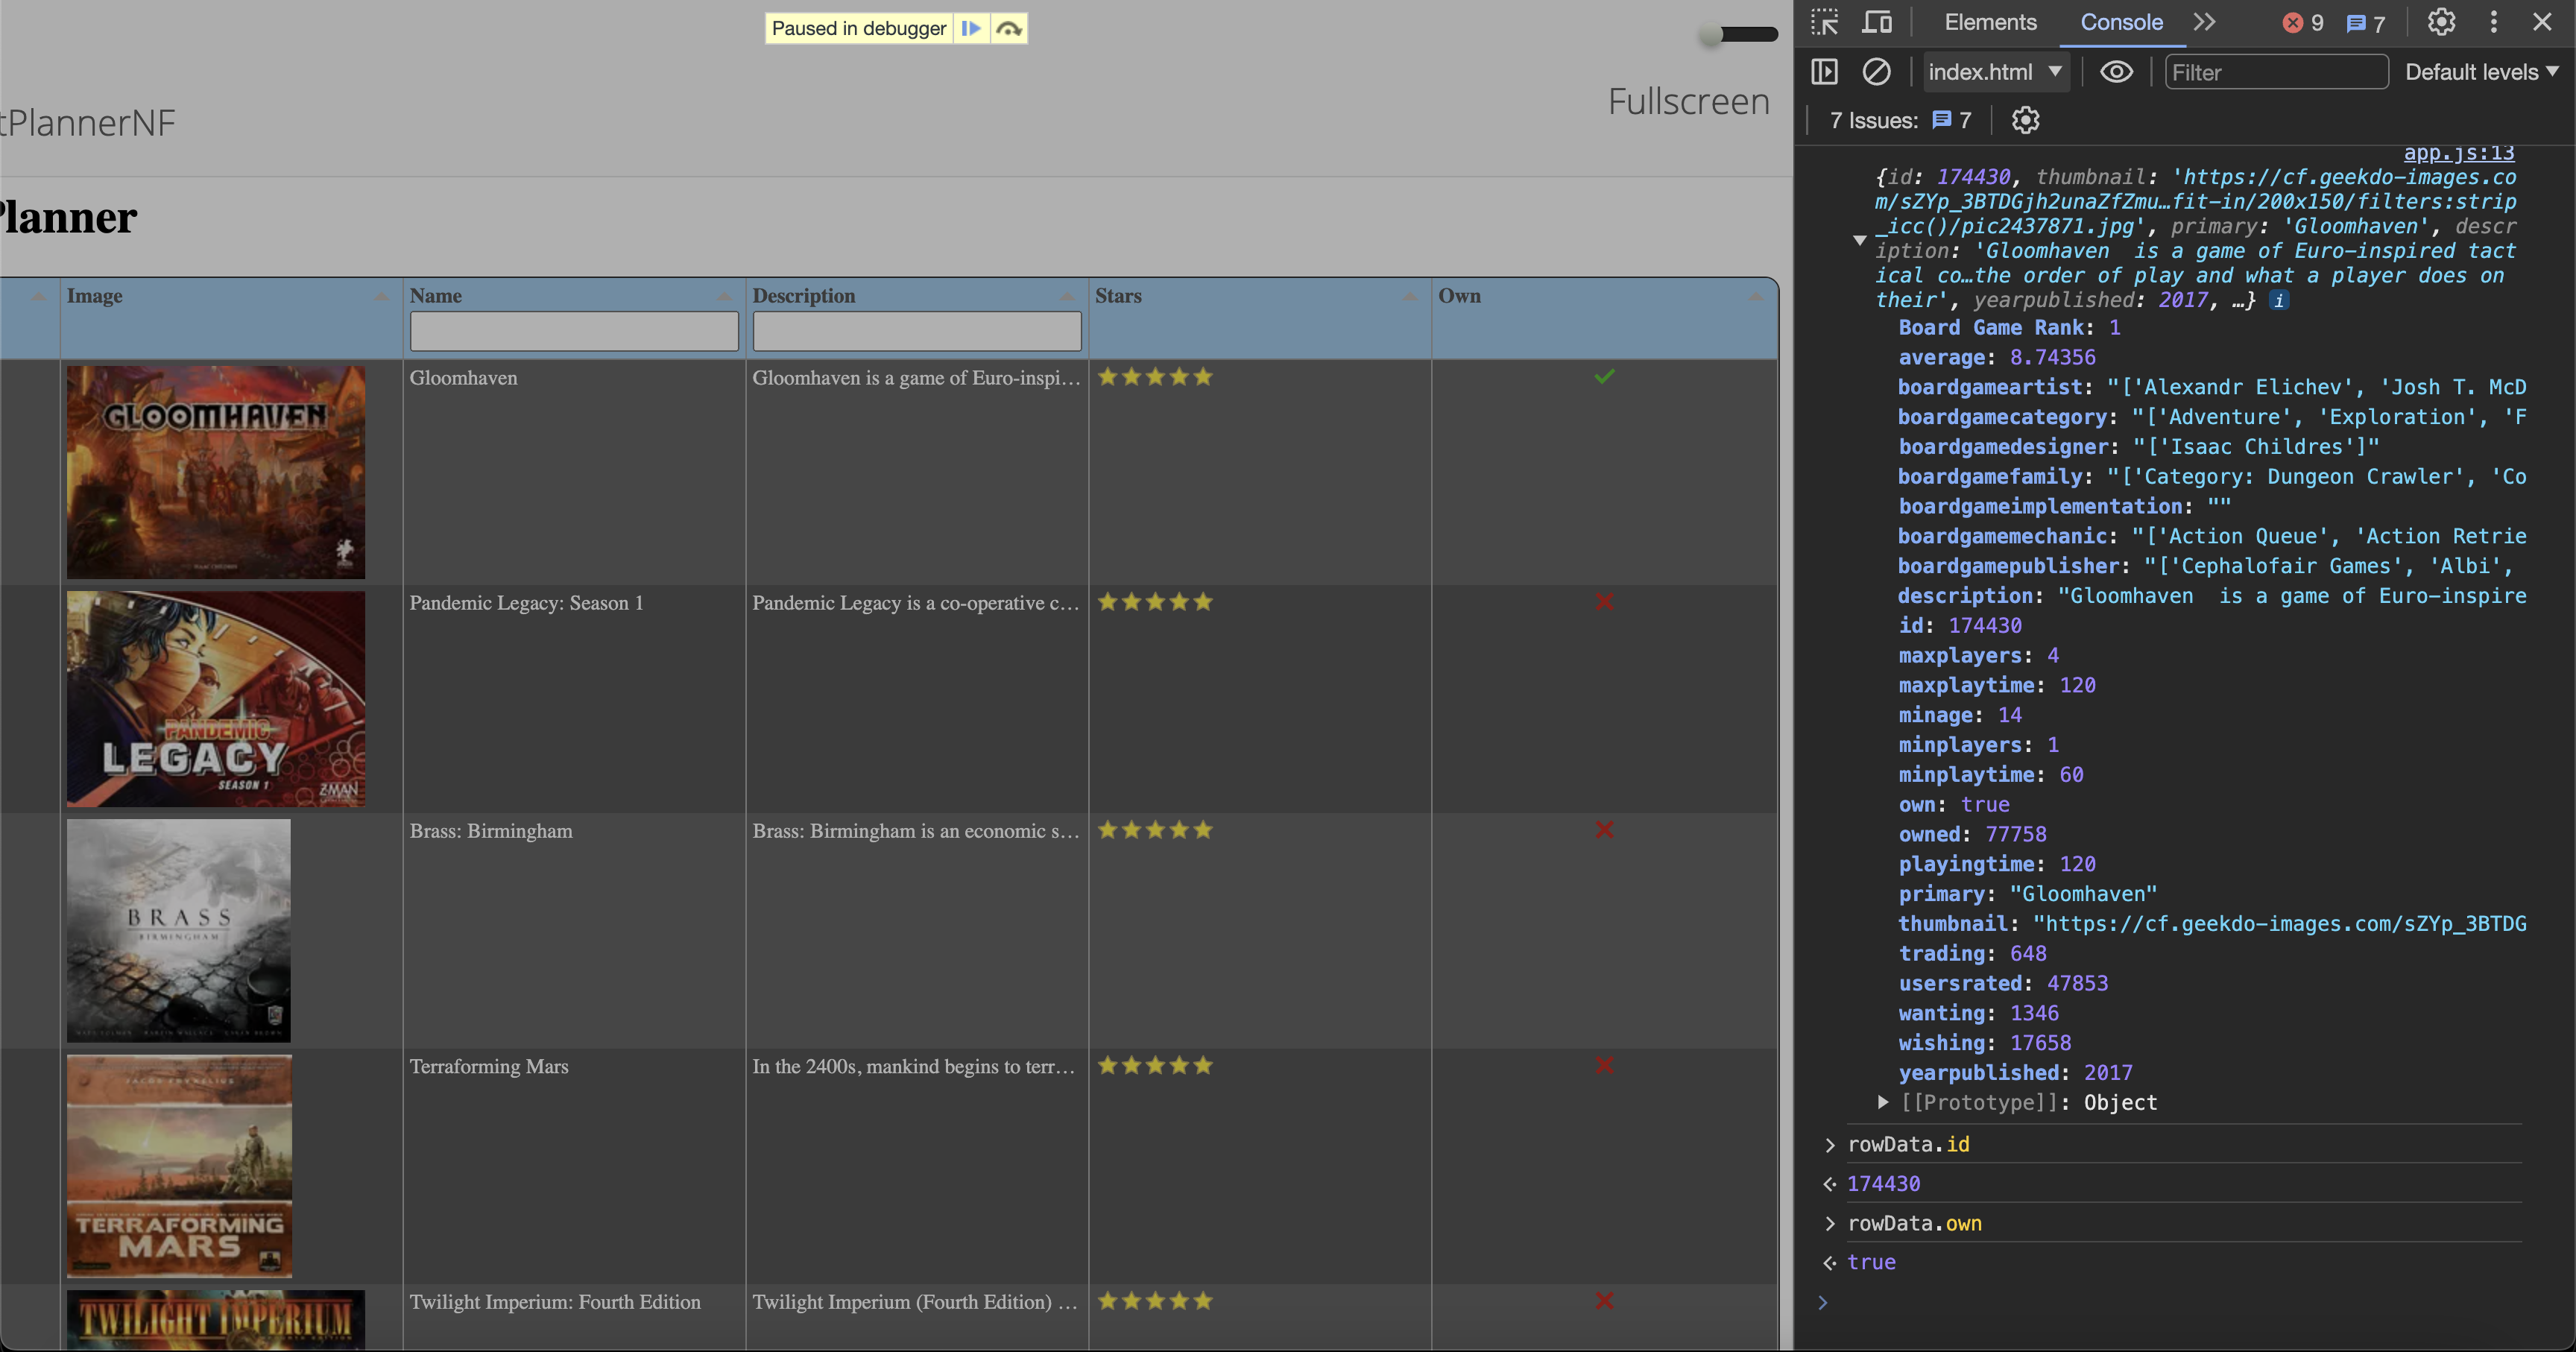 Paused in debugger
tPlannerNF
Fullscreen
Planner
Image
Name
Description
Stars
Own
GLOOMHAVEN
Gloomhaven
Gloomhaven is a game of Euro-inspi…
PANDEMIC
LEGACY
SEASON 1
Z-MAN
Pandemic Legacy: Season 1
Pandemic Legacy is a co-operative c…
BRASS
BIRMINGHAM
Brass: Birmingham
Brass: Birmingham is an economic s…
TERRAFORMING
MARS
Terraforming Mars
In the 2400s, mankind begins to terr…
TWILIGHT IMPERIUM
Twilight Imperium: Fourth Edition
Twilight Imperium (Fourth Edition) …
Elements
Console
9
7
index.html
Filter
Default levels
7 Issues:
7
app.js:13
{id: 174430, thumbnail: 'https://cf.geekdo-images.co
m/sZYp_3BTDGjh2unaZfZmu…fit-in/200x150/filters:strip
_icc()/pic2437871.jpg', primary: 'Gloomhaven', descr
iption: 'Gloomhaven  is a game of Euro-inspired tact
ical co…the order of play and what a player does on
their', yearpublished: 2017, …} i
Board Game Rank: 1
average: 8.74356
boardgameartist: "['Alexandr Elichev', 'Josh T. McD
boardgamecategory: "['Adventure', 'Exploration', 'F
boardgamedesigner: "['Isaac Childres']"
boardgamefamily: "['Category: Dungeon Crawler', 'Co
boardgameimplementation: ""
boardgamemechanic: "['Action Queue', 'Action Retrie
boardgamepublisher: "['Cephalofair Games', 'Albi',
description: "Gloomhaven  is a game of Euro-inspire
id: 174430
maxplayers: 4
maxplaytime: 120
minage: 14
minplayers: 1
minplaytime: 60
own: true
owned: 77758
playingtime: 120
primary: "Gloomhaven"
thumbnail: "https://cf.geekdo-images.com/sZYp_3BTDG
trading: 648
usersrated: 47853
wanting: 1346
wishing: 17658
yearpublished: 2017
[[Prototype]]: Object
rowData.id
174430
rowData.own
true